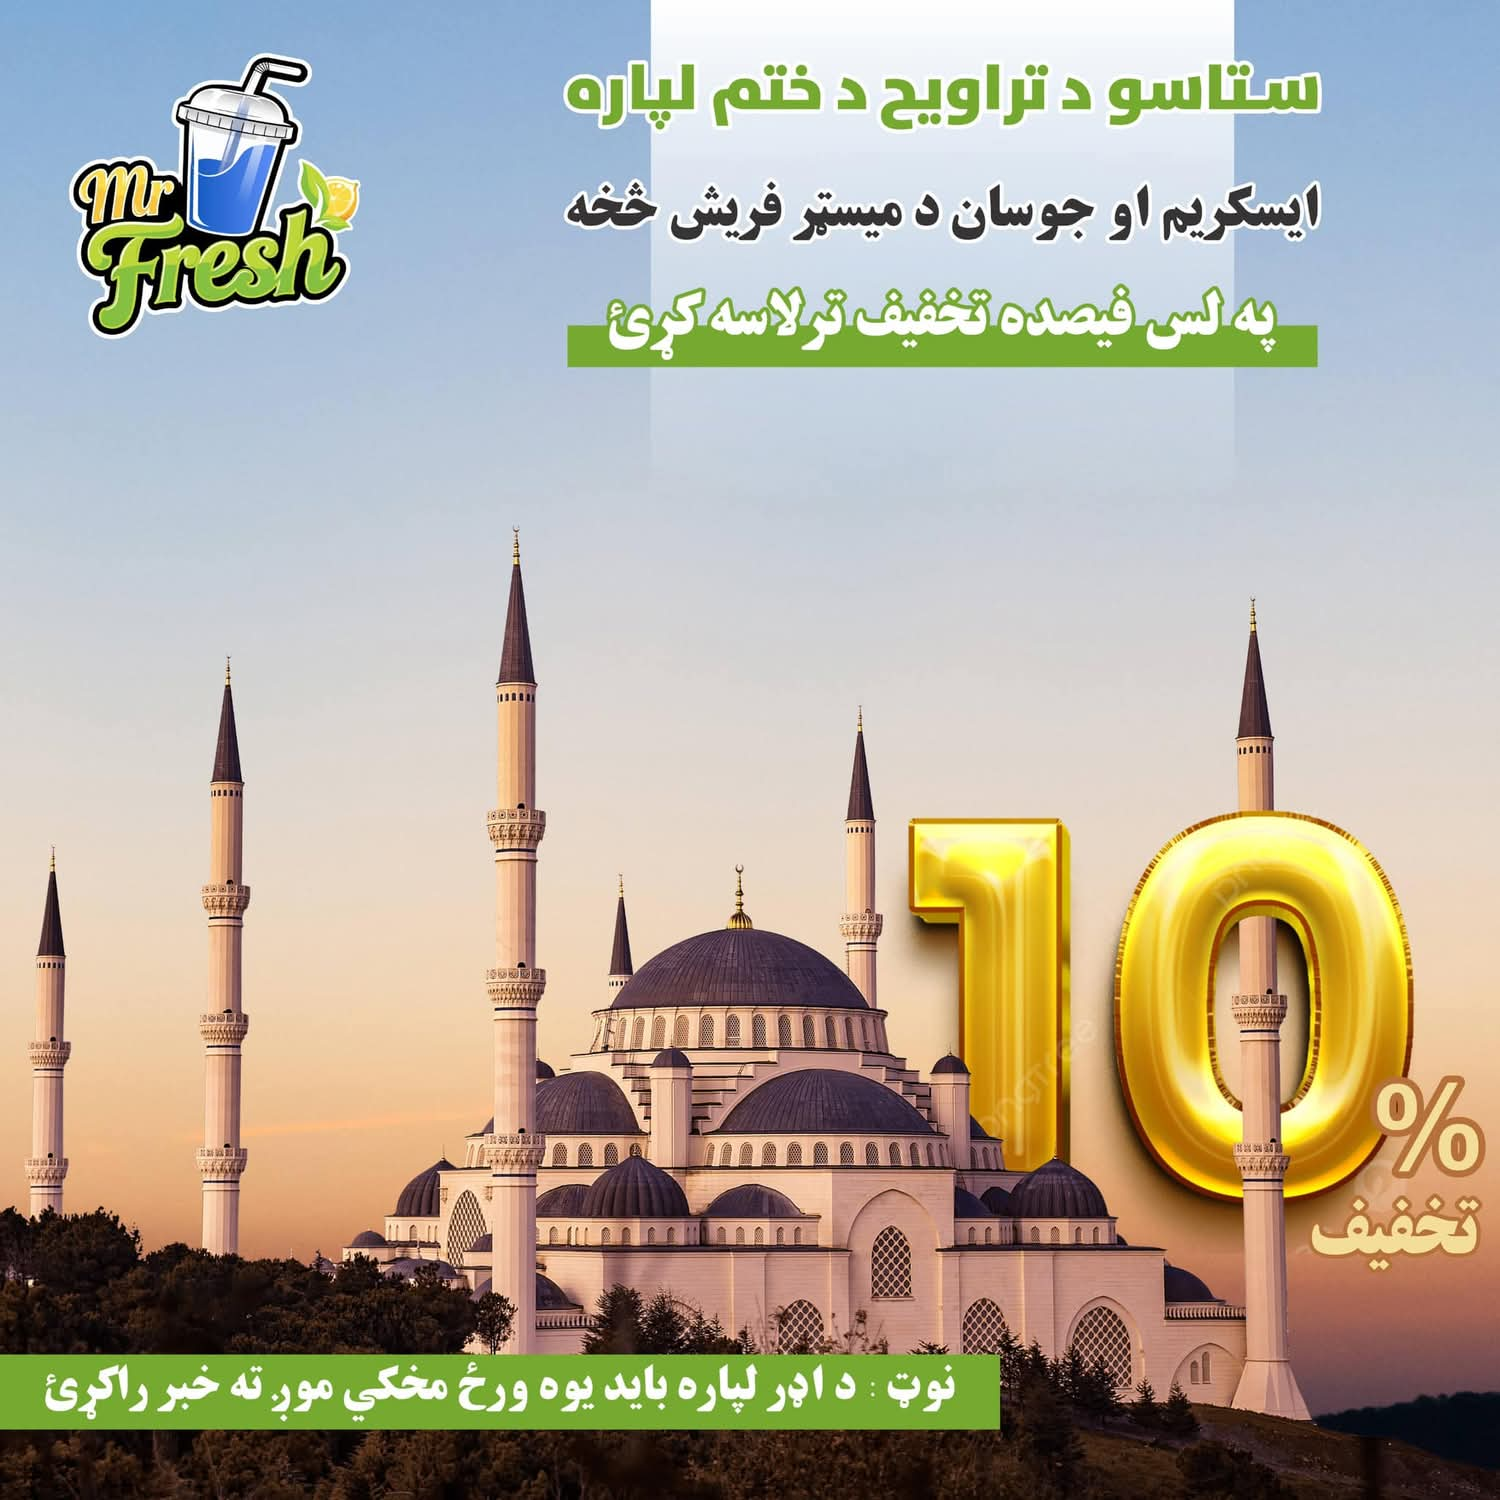 Mr
Fresh
ستاسو د تراویح د ختم لپاره
ایسکریم او جوسان د میسټر فریش څخه
په لس فیصده تخفیف ترلاسه کړئ
10
%
تخفیف
نوټ : د اډر لپاره باید یوه ورځ مخکي موږ ته خبر راکړئ